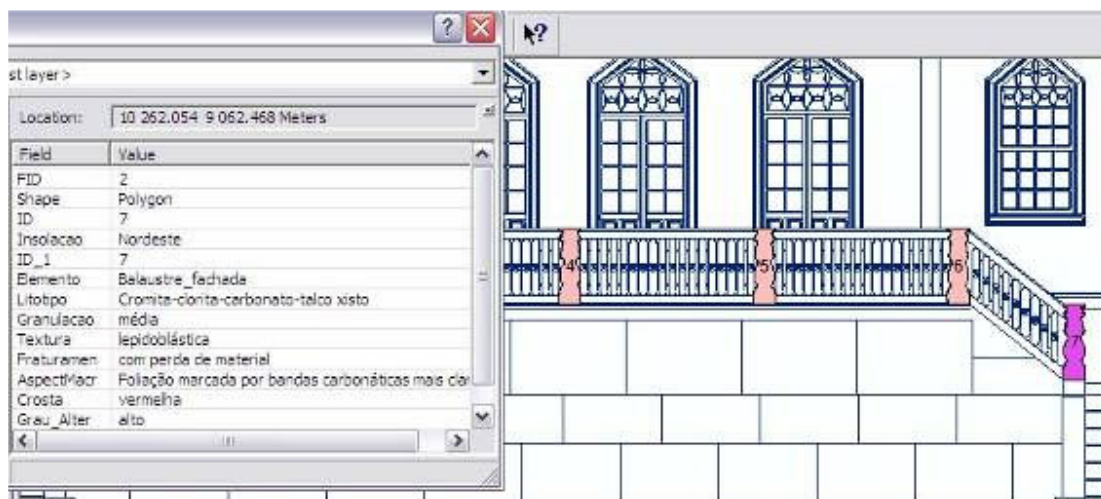 st layer >
Location: 10 262.054 9 062.468 Meters
Field Value
FID 2
Shape Polygon
ID 7
Insolacao Nordeste
ID_1 7
Elemento Balaustre_fachada
Litotipo Cromita-clorita-carbonato-talco xisto
Granulacao média
Textura lepidoblástica
Fraturamen com perda de material
AspectMacr Foliação marcada por bandas carbonáticas mais cla
Crosta vermelha
Grau_Alter alto
4
5
6
7